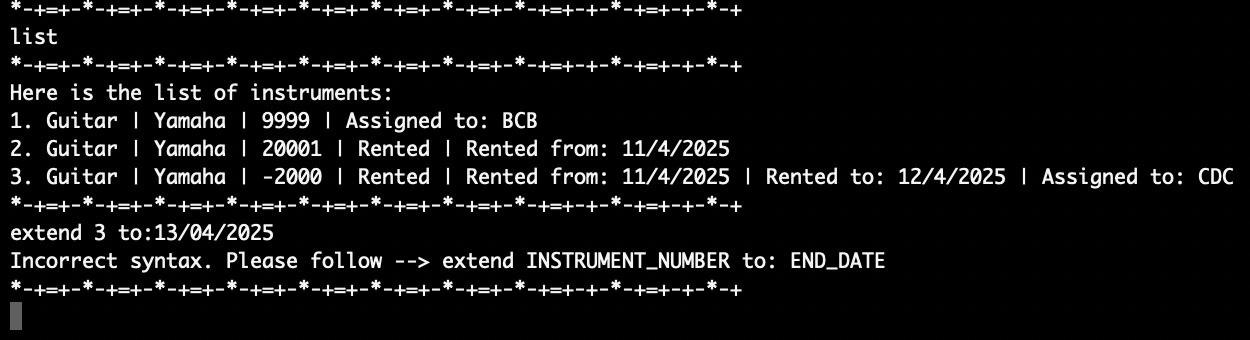 *-+=+-*-+=+-*-+=+-*-+=+-*-+=+-*-+=+-*-+=+-*-+=+-*-+=+-+-*-+
list
*-+=+-*-+=+-*-+=+-*-+=+-*-+=+-*-+=+-*-+=+-*-+=+-*-+=+-+-*-+
Here is the list of instruments:
1. Guitar | Yamaha | 9999 | Assigned to: BCB
2. Guitar | Yamaha | 20001 | Rented | Rented from: 11/4/2025
3. Guitar | Yamaha | -2000 | Rented | Rented from: 11/4/2025 | Rented to: 12/4/2025 | Assigned to: CDC
*-+=+-*-+=+-*-+=+-*-+=+-*-+=+-*-+=+-*-+=+-*-+=+-*-+=+-+-*-+
extend 3 to:13/04/2025
Incorrect syntax. Please follow --> extend INSTRUMENT_NUMBER to: END_DATE
*-+=+-*-+=+-*-+=+-*-+=+-*-+=+-*-+=+-*-+=+-*-+=+-*-+=+-+-*-+